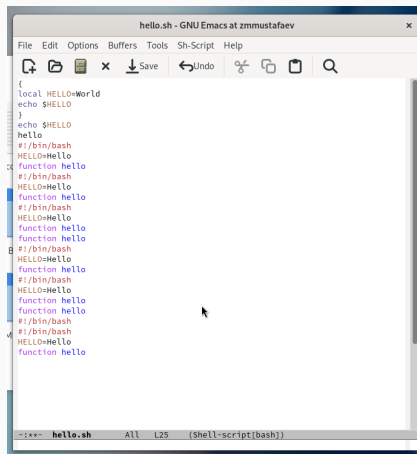 hello.sh - GNU Emacs at zmmustafaev
File Edit Options Buffers Tools Sh-Script Help
Save Undo
{
local HELLO=World
echo $HELLO
}
echo $HELLO
hello
#!/bin/bash
HELLO=Hello
function hello
#!/bin/bash
HELLO=Hello
function hello
#!/bin/bash
HELLO=Hello
function hello
function hello
#!/bin/bash
HELLO=Hello
function hello
#!/bin/bash
HELLO=Hello
function hello
function hello
#!/bin/bash
#!/bin/bash
HELLO=Hello
function hello
-:**- hello.sh All L25 (Shell-script[bash])